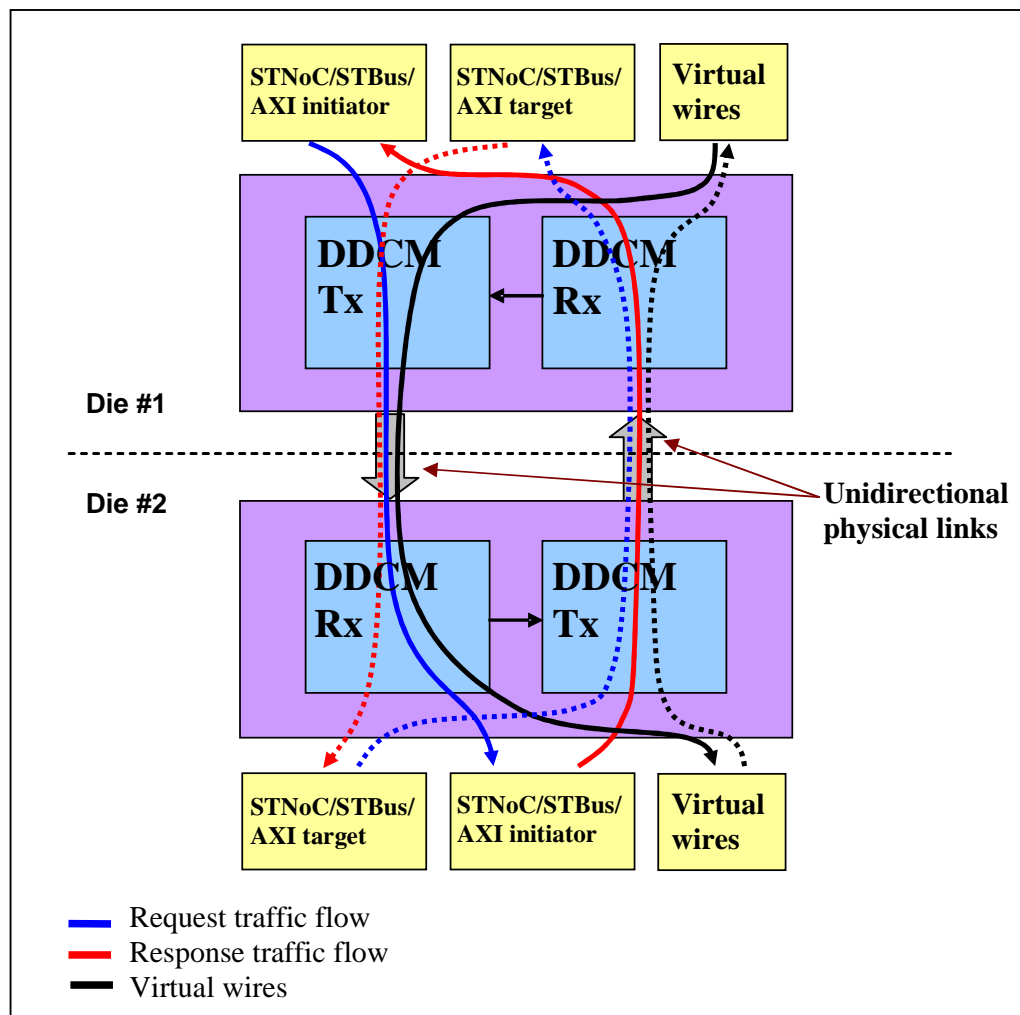 STNoC/STBus/
AXI initiator
STNoC/STBus/
AXI target
Virtual
wires
DDCM
Tx
DDCM
Rx
Die #1
Die #2
Unidirectional
physical links
DDCM
Rx
DDCM
Tx
STNoC/STBus/
AXI target
STNoC/STBus/
AXI initiator
Virtual
wires
Request traffic flow
Response traffic flow
Virtual wires